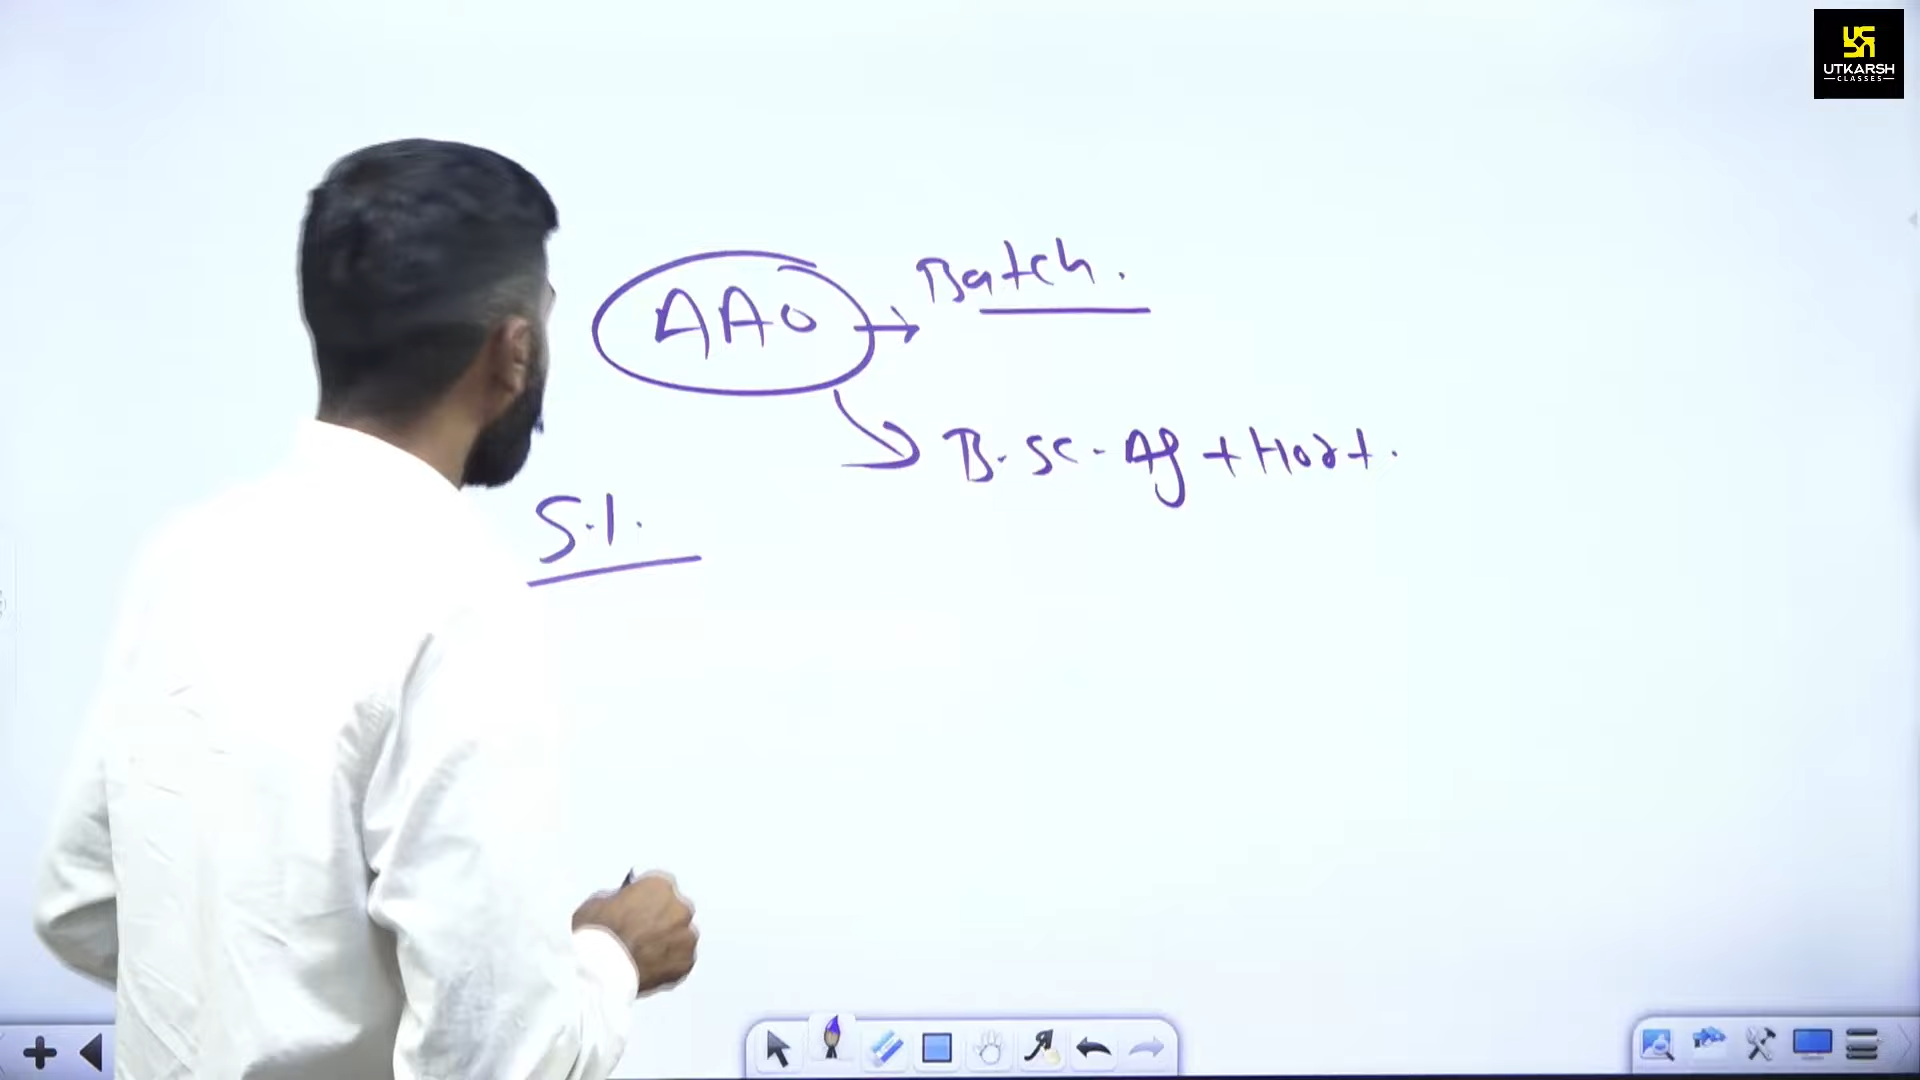 UTKARSH
CLASSES
AAO
Batch.
B.sc. Ag + Hort.
S.I.